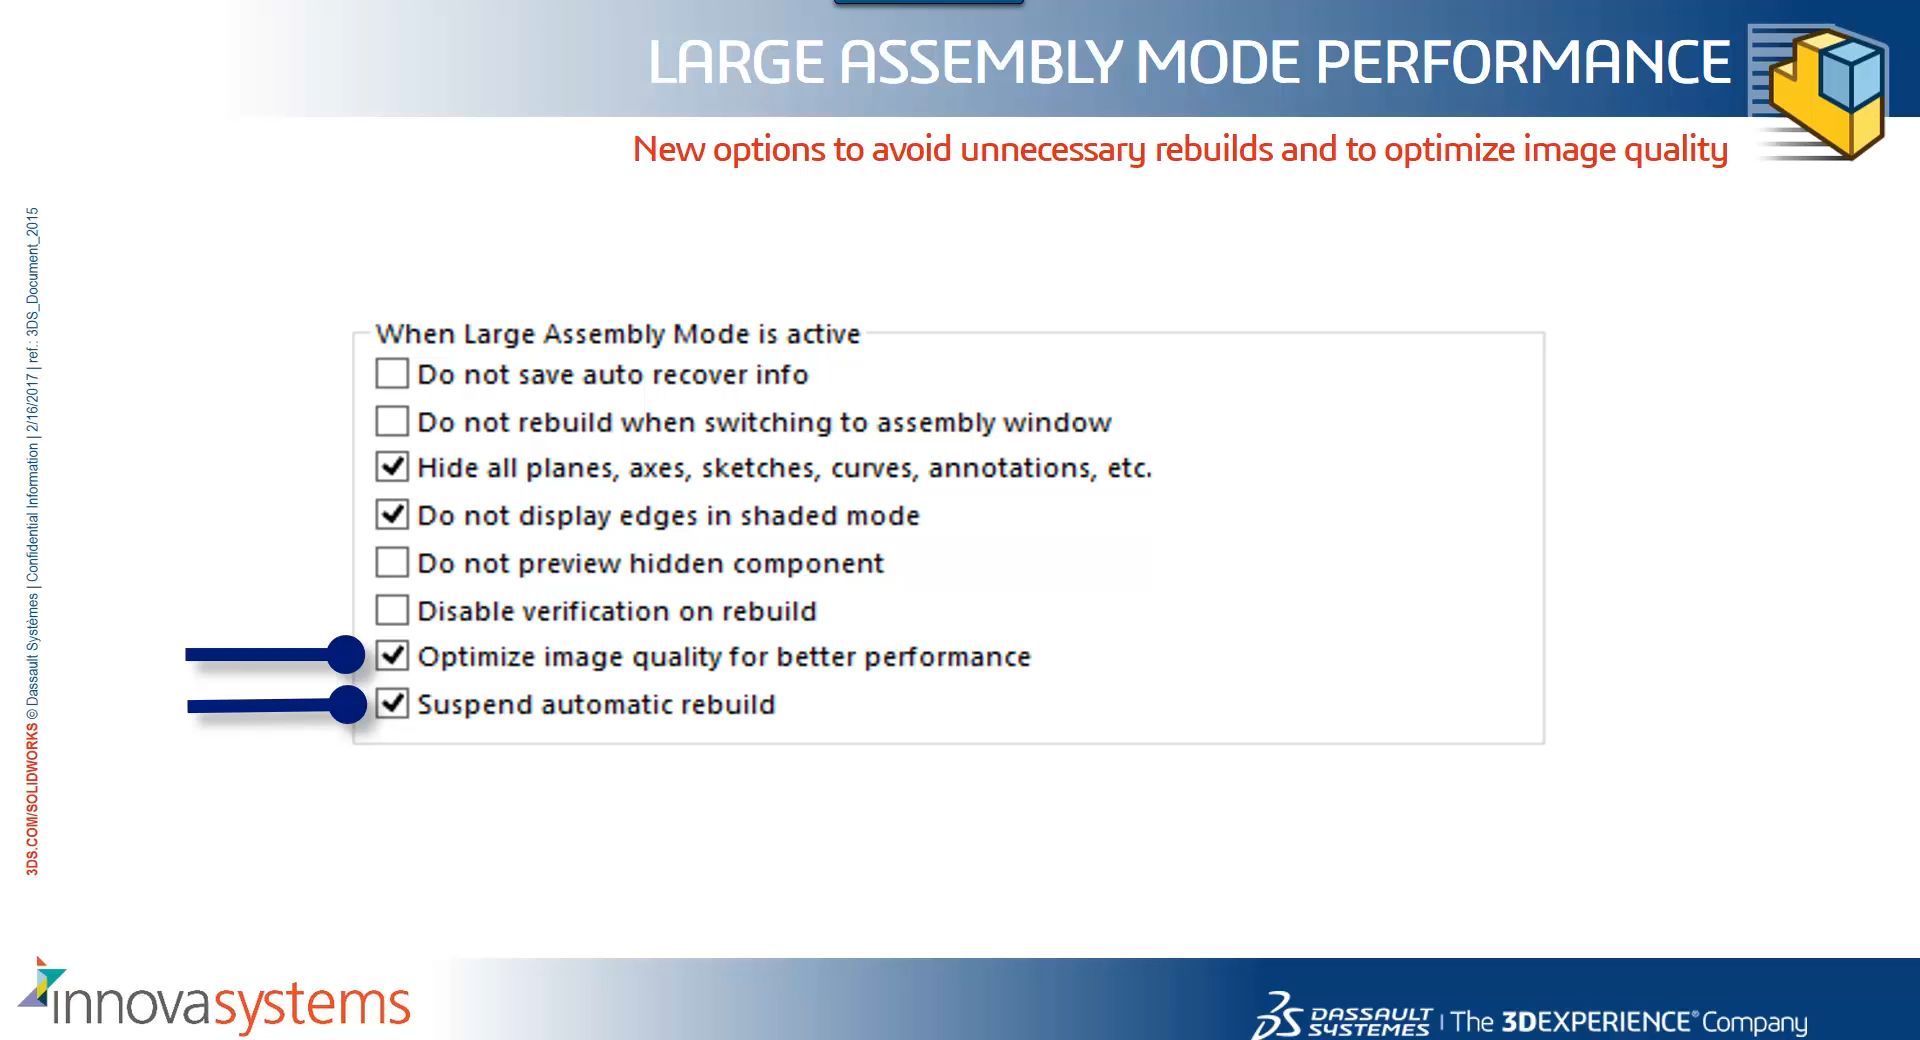 LARGE ASSEMBLY MODE PERFORMANCE
New options to avoid unnecessary rebuilds and to optimize image quality
3DS.COM/SOLIDWORKS © Dassault Systèmes | Confidential Information | 2/16/2017 | ref.: 3DS_Document_2015
When Large Assembly Mode is active
Do not save auto recover info
Do not rebuild when switching to assembly window
Hide all planes, axes, sketches, curves, annotations, etc.
Do not display edges in shaded mode
Do not preview hidden component
Disable verification on rebuild
Optimize image quality for better performance
Suspend automatic rebuild
innovasystems
DASSAULT SYSTEMES | The 3DEXPERIENCE® Company